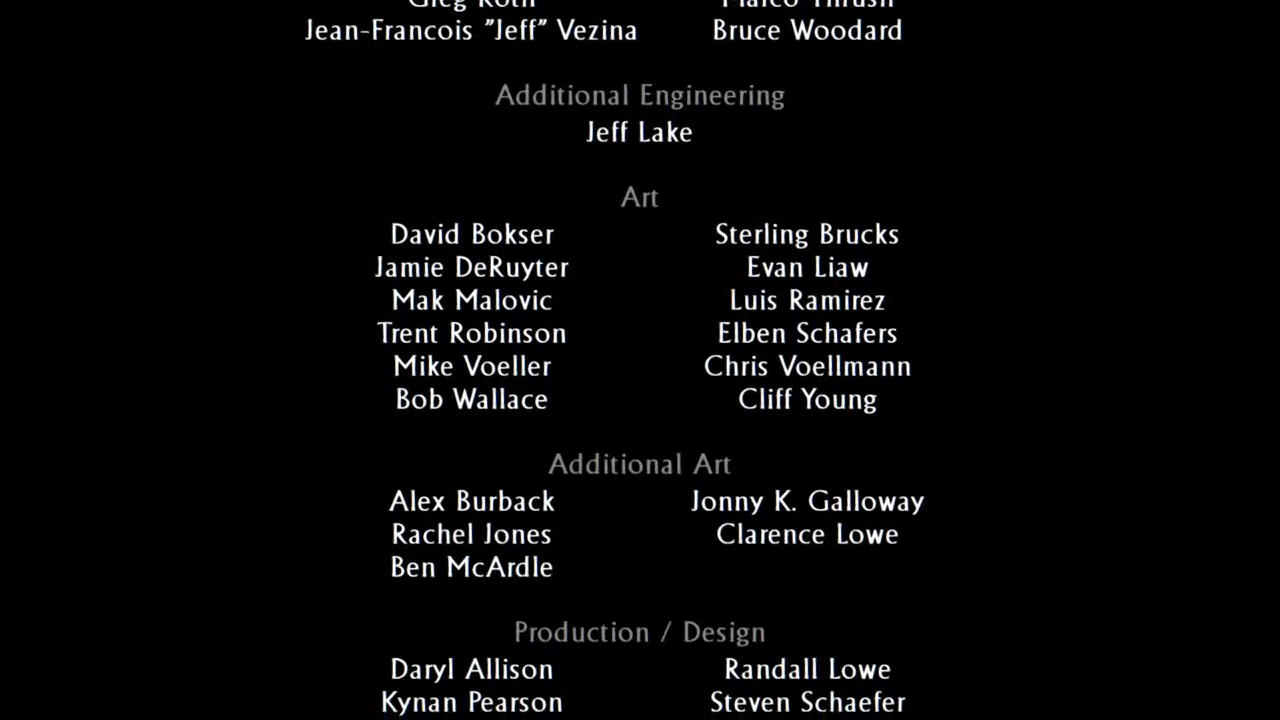 Greg Roth Marco Thrush
Jean-Francois "Jeff" Vezina Bruce Woodard
Additional Engineering
Jeff Lake
Art
David Bokser Sterling Brucks
Jamie DeRuyter Evan Liaw
Mak Malovic Luis Ramirez
Trent Robinson Elben Schafers
Mike Voeller Chris Voellmann
Bob Wallace Cliff Young
Additional Art
Alex Burback Jonny K. Galloway
Rachel Jones Clarence Lowe
Ben McArdle
Production / Design
Daryl Allison Randall Lowe
Kynan Pearson Steven Schaefer